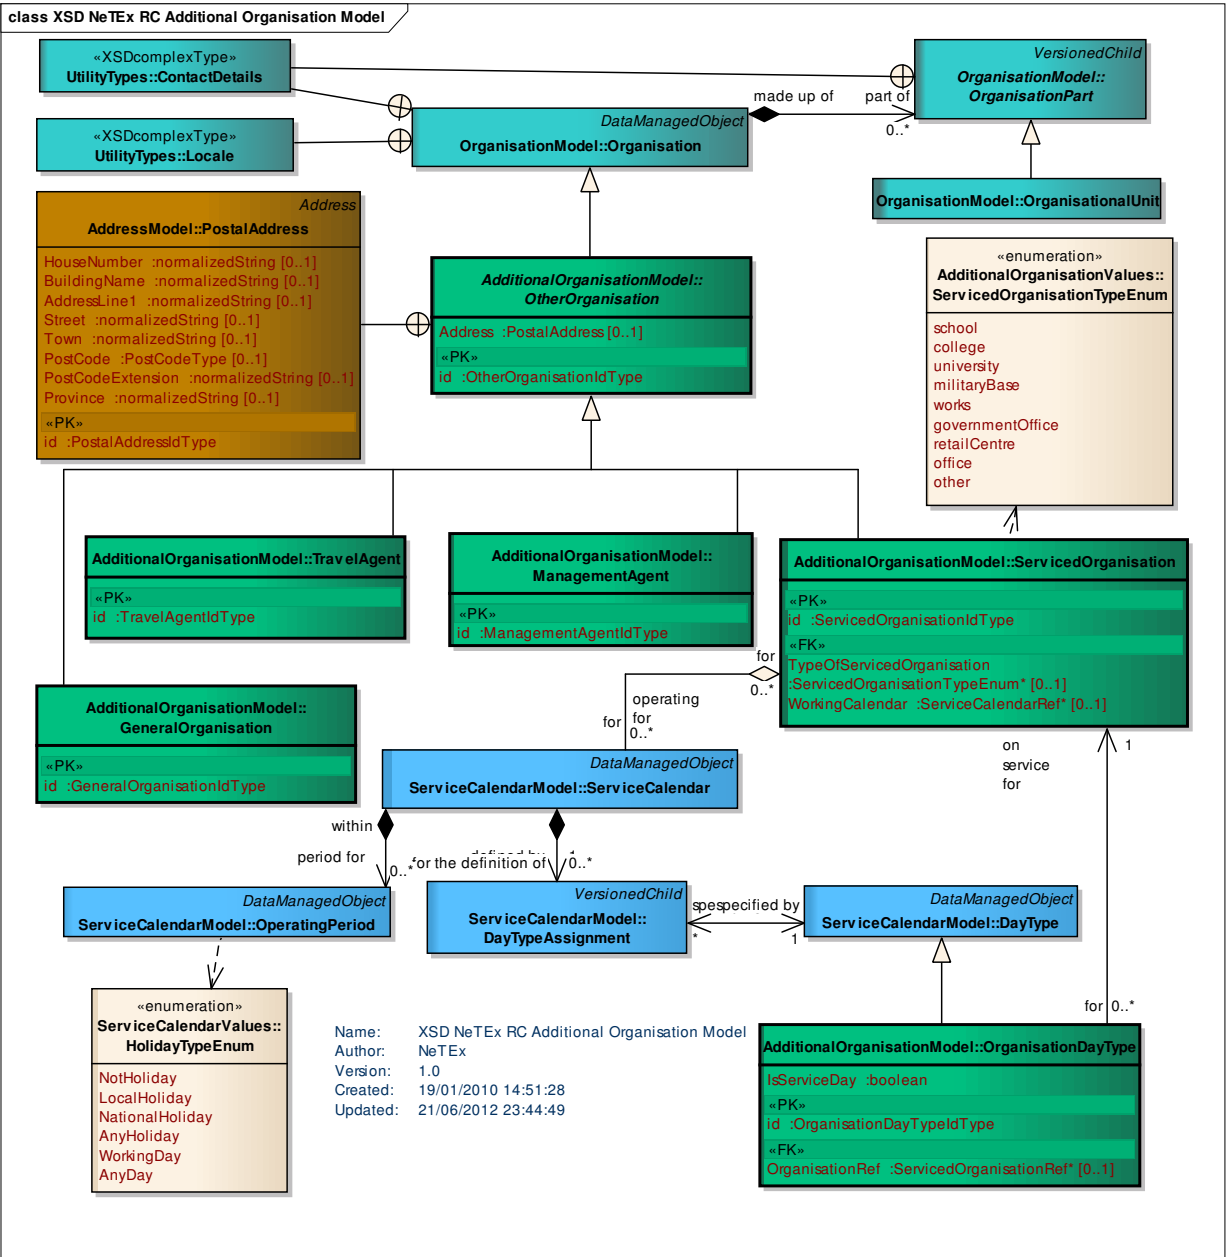 class XSD NeTEx RC Additional Organisation Model
«XSDcomplexType»
UtilityTypes::ContactDetails
VersionedChild
OrganisationModel::
OrganisationPart
made up of
part of
0..*
DataManagedObject
OrganisationModel::Organisation
«XSDcomplexType»
UtilityTypes::Locale
OrganisationModel::OrganisationalUnit
Address
AddressModel::PostalAddress
HouseNumber :normalizedString [0..1]
BuildingName :normalizedString [0..1]
AddressLine1 :normalizedString [0..1]
Street :normalizedString [0..1]
Town :normalizedString [0..1]
PostCode :PostCodeType [0..1]
PostCodeExtension :normalizedString [0..1]
Province :normalizedString [0..1]
«PK»
id :PostalAddressIdType
AdditionalOrganisationModel::
OtherOrganisation
Address :PostalAddress [0..1]
«PK»
id :OtherOrganisationIdType
«enumeration»
AdditionalOrganisationValues::
ServicedOrganisationTypeEnum
school
college
university
militaryBase
works
governmentOffice
retailCentre
office
other
AdditionalOrganisationModel::TravelAgent
«PK»
id :TravelAgentIdType
AdditionalOrganisationModel::
ManagementAgent
«PK»
id :ManagementAgentIdType
AdditionalOrganisationModel::ServicedOrganisation
«PK»
id :ServicedOrganisationIdType
«FK»
TypeOfServicedOrganisation
:ServicedOrganisationTypeEnum* [0..1]
WorkingCalendar :ServiceCalendarRef* [0..1]
for
0..*
operating
for
for
0..*
AdditionalOrganisationModel::
GeneralOrganisation
«PK»
id :GeneralOrganisationIdType
on
service
for
1
DataManagedObject
ServiceCalendarModel::ServiceCalendar
within
period for
0..*
for the definition of
0..*
DataManagedObject
ServiceCalendarModel::OperatingPeriod
VersionedChild
ServiceCalendarModel::
DayTypeAssignment
spespecified by
*
1
DataManagedObject
ServiceCalendarModel::DayType
«enumeration»
ServiceCalendarValues::
HolidayTypeEnum
NotHoliday
LocalHoliday
NationalHoliday
AnyHoliday
WorkingDay
AnyDay
Name: XSD NeTEx RC Additional Organisation Model
Author: NeTEx
Version: 1.0
Created: 19/01/2010 14:51:28
Updated: 21/06/2012 23:44:49
for 0..*
AdditionalOrganisationModel::OrganisationDayType
IsServiceDay :boolean
«PK»
id :OrganisationDayTypeIdType
«FK»
OrganisationRef :ServicedOrganisationRef* [0..1]